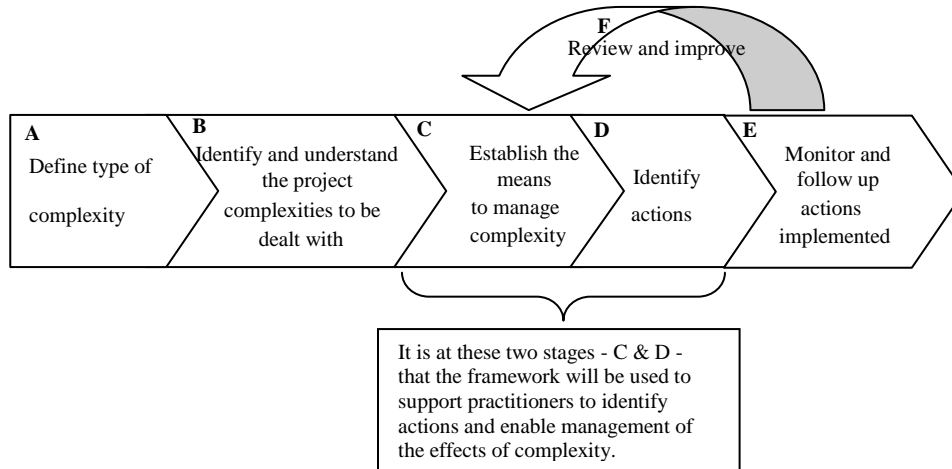 F
Review and improve
A
Define type of
complexity
B
Identify and understand
the project
complexities to be
dealt with
C
Establish the
means
to manage
complexity
D
Identify
actions
E
Monitor and
follow up
actions
implemented
It is at these two stages - C & D -
that the framework will be used to
support practitioners to identify
actions and enable management of
the effects of complexity.